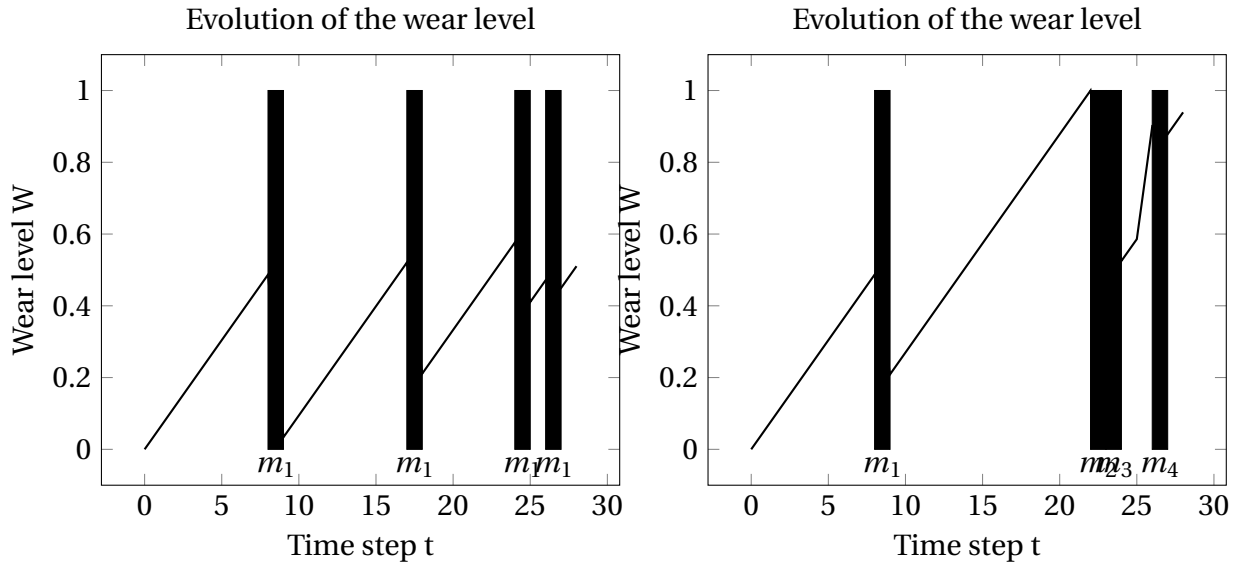 Evolution of the wear level
Wear level W
1
0.8
0.6
0.4
0.2
0
m1 m1 m1 m1
0 5 10 15 20 25 30
Time step t
Evolution of the wear level
Wear level W
1
0.8
0.6
0.4
0.2
0
m1 m2 m3 m4
0 5 10 15 20 25 30
Time step t